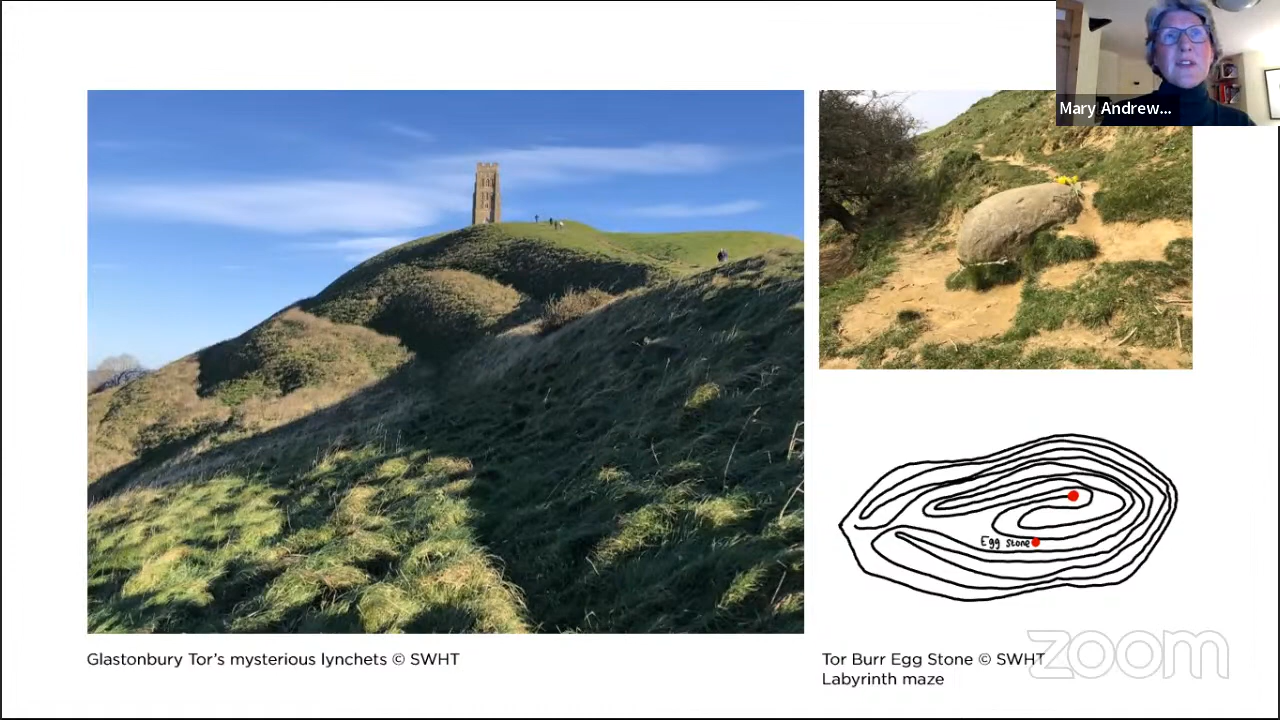 Mary Andrew...
Egg stone
Glastonbury Tor's mysterious lynchets © SWHT
Tor Burr Egg Stone © SWHT
Labyrinth maze
zoom